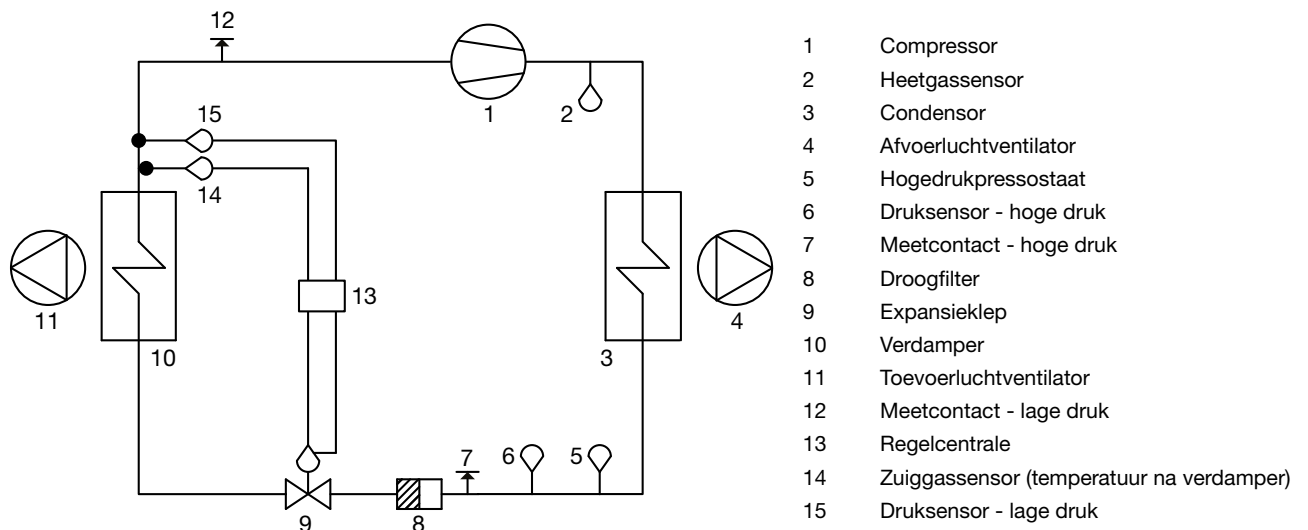 12
1
2
15
14
11
10
13
3
4
9
8
7
6
5
1 Compressor
2 Heetgassensor
3 Condensor
4 Afvoerluchtventilator
5 Hogedrukpressostaat
6 Druksensor - hoge druk
7 Meetcontact - hoge druk
8 Droogfilter
9 Expansieklep
10 Verdamper
11 Toevoerluchtventilator
12 Meetcontact - lage druk
13 Regelcentrale
14 Zuiggassensor (temperatuur na verdamper)
15 Druksensor - lage druk